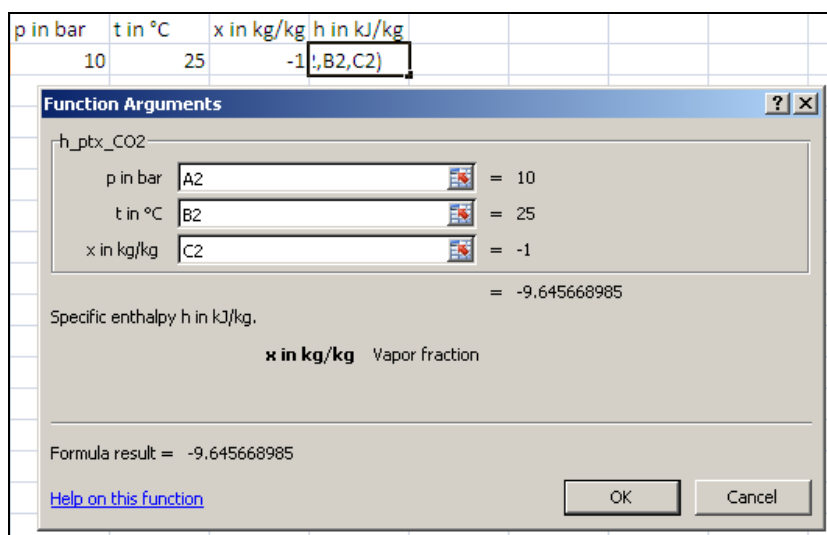 p in bar t in °C x in kg/kg h in kJ/kg
10 25 -1 ,B2,C2)
Function Arguments
h_ptx_CO2
p in bar A2 = 10
t in °C B2 = 25
x in kg/kg C2 = -1
= -9.645668985
Specific enthalpy h in kJ/kg.
x in kg/kg Vapor fraction
Formula result = -9.645668985
Help on this function OK Cancel